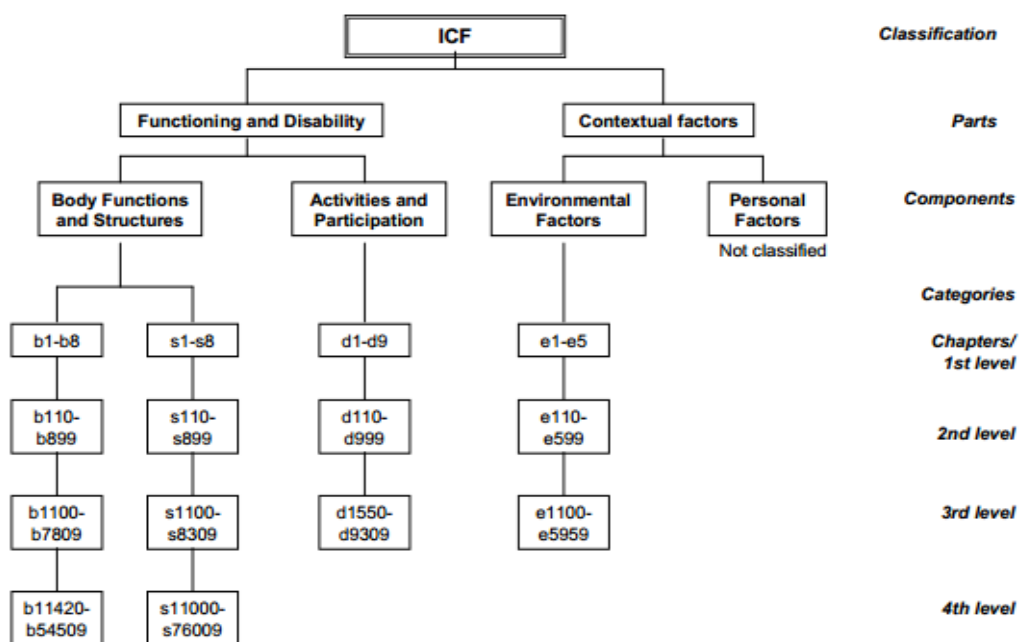 ICF
Classification
Functioning and Disability
Contextual factors
Parts
Body Functions
and Structures
Activities and
Participation
Environmental
Factors
Personal
Factors
Components
Not classified
Categories
b1-b8
s1-s8
d1-d9
e1-e5
Chapters/
1st level
b110-
b899
s110-
s899
d110-
d999
e110-
e599
2nd level
b1100-
b7809
s1100-
s8309
d1550-
d9309
e1100-
e5959
3rd level
b11420-
b54509
s11000-
s76009
4th level